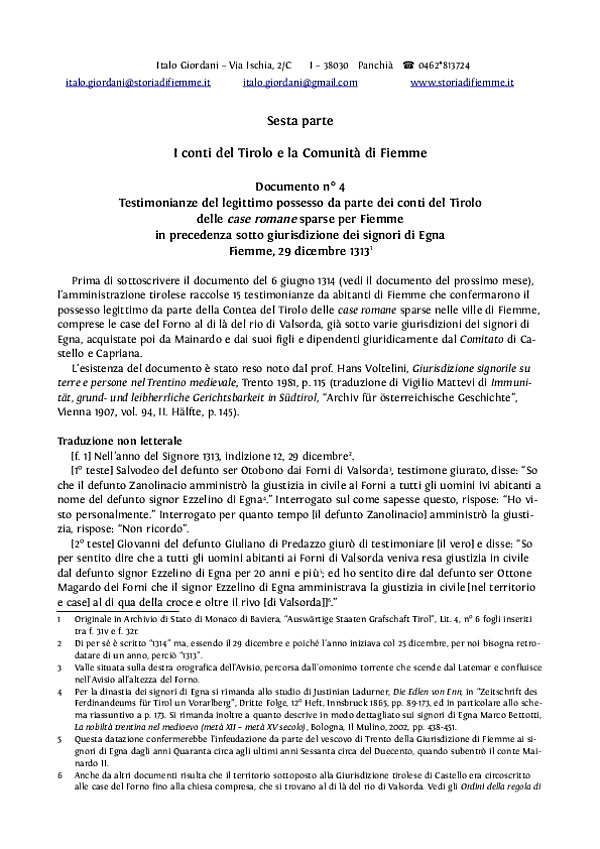 Italo Giordani – Via Ischia, 2/C I – 38030 Panchià ☎ 0462*813724
italo.giordani@storiadifiemme.it italo.giordani@gmail.com www.storiadifiemme.it
Sesta parte
I conti del Tirolo e la Comunità di Fiemme
Documento n° 4
Testimonianze del legittimo possesso da parte dei conti del Tirolo
delle case romane sparse per Fiemme
in precedenza sotto giurisdizione dei signori di Egna
Fiemme, 29 dicembre 1313¹
Prima di sottoscrivere il documento del 6 giugno 1314 (vedi il documento del prossimo mese),
l'amministrazione tirolese raccolse 15 testimonianze da abitanti di Fiemme che confermarono il
possesso legittimo da parte della Contea del Tirolo delle case romane sparse nelle ville di Fiemme,
comprese le case del Forno al di là del rio di Valsorda, già sotto varie giurisdizioni dei signori di
Egna, acquistate poi da Mainardo e dai suoi figli e dipendenti giuridicamente dal Comitato di Ca-
stello e Capriana.
L'esistenza del documento è stato reso noto dal prof. Hans Voltelini, Giurisdizione signorile su
terre e persone nel Trentino medievale, Trento 1981, p. 115 (traduzione di Vigilio Mattevi di Immuni-
tät, grund- und leibherrliche Gerichtsbarkeit in Südtirol, "Archiv für österreichische Geschichte",
Vienna 1907, vol. 94, II. Hälfte, p. 145).
Traduzione non letterale
[f. 1] Nell'anno del Signore 1313, indizione 12, 29 dicembre².
[1° teste] Salvodeo del defunto ser Otobono dai Forni di Valsorda³, testimone giurato, disse: "So
che il defunto Zanolinacio amministrò la giustizia in civile ai Forni a tutti gli uomini ivi abitanti a
nome del defunto signor Ezzelino di Egna⁴." Interrogato sul come sapesse questo, rispose: "Ho vi-
sto personalmente." Interrogato per quanto tempo [il defunto Zanolinacio] amministrò la giusti-
zia, rispose: "Non ricordo".
[2° teste] Giovanni del defunto Giuliano di Predazzo giurò di testimoniare [il vero] e disse: "So
per sentito dire che a tutti gli uomini abitanti ai Forni di Valsorda veniva resa giustizia in civile
dal defunto signor Ezzelino di Egna per 20 anni e più⁵; ed ho sentito dire dal defunto ser Ottone
Magardo dei Forni che il signor Ezzelino di Egna amministrava la giustizia in civile [nel territorio
e case] al di qua della croce e oltre il rivo [di Valsorda]⁶."
1 Originale in Archivio di Stato di Monaco di Baviera, "Auswärtige Staaten Grafschaft Tirol", Lit. 4, n° 6 fogli inseriti
tra f. 31v e f. 32r.
2 Di per sé è scritto "1314" ma, essendo il 29 dicembre e poiché l'anno iniziava col 25 dicembre, per noi bisogna retro-
datare di un anno, perciò "1313".
3 Valle situata sulla destra orografica dell'Avisio, percorsa dall'omonimo torrente che scende dal Latemar e confluisce
nell'Avisio all'altezza del Forno.
4 Per la dinastia dei signori di Egna si rimanda allo studio di Justinian Ladurner, Die Edlen von Enn, in "Zeitschrift des
Ferdinandeums für Tirol un Vorarlberg", Dritte Folge, 12° Heft, Innsbruck 1865, pp. 89-173, ed in particolare allo sche-
ma riassuntivo a p. 173. Si rimanda inoltre a quanto descrive in modo dettagliato sui signori di Egna Marco Bettotti,
La nobiltà trentina nel medioevo (metà XII – metà XV secolo), Bologna, Il Mulino, 2002, pp. 438-451.
5 Questa datazione confermerebbe l'infeudazione da parte del vescovo di Trento della Giurisdizione di Fiemme ai si-
gnori di Egna dagli anni Quaranta circa agli ultimi anni Sessanta circa del Duecento, quando subentrò il conte Mai-
nardo II.
6 Anche da altri documenti risulta che il territorio sottoposto alla Giurisdizione tirolese di Castello era circoscritto
alle case del Forno fino alla chiesa compresa, che si trovano al di là del rio di Valsorda. Vedi gli Ordini della regola di